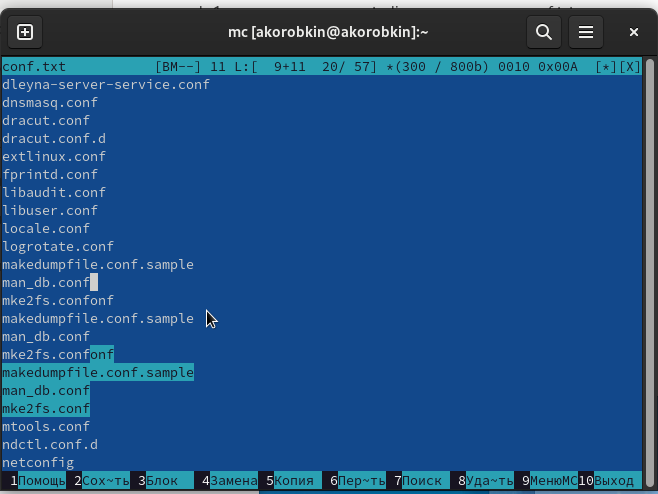 mc [akorobkin@akorobkin]:~
conf.txt [BM--] 11 L:[ 9+11 20/ 57] *(300 / 800b) 0010 0x00A [*][X]
dleyna-server-service.conf
dnsmasq.conf
dracut.conf
dracut.conf.d
extlinux.conf
fprintd.conf
libaudit.conf
libuser.conf
locale.conf
logrotate.conf
makedumpfile.conf.sample
man_db.conf
mke2fs.confonf
makedumpfile.conf.sample
man_db.conf
mke2fs.confonf
makedumpfile.conf.sample
man_db.conf
mke2fs.conf
mtools.conf
ndctl.conf.d
netconfig
1Помощь 2Сох~ть 3Блок 4Замена 5Копия 6Пер~ть 7Поиск 8Уда~ть 9МенюMC 10Выход